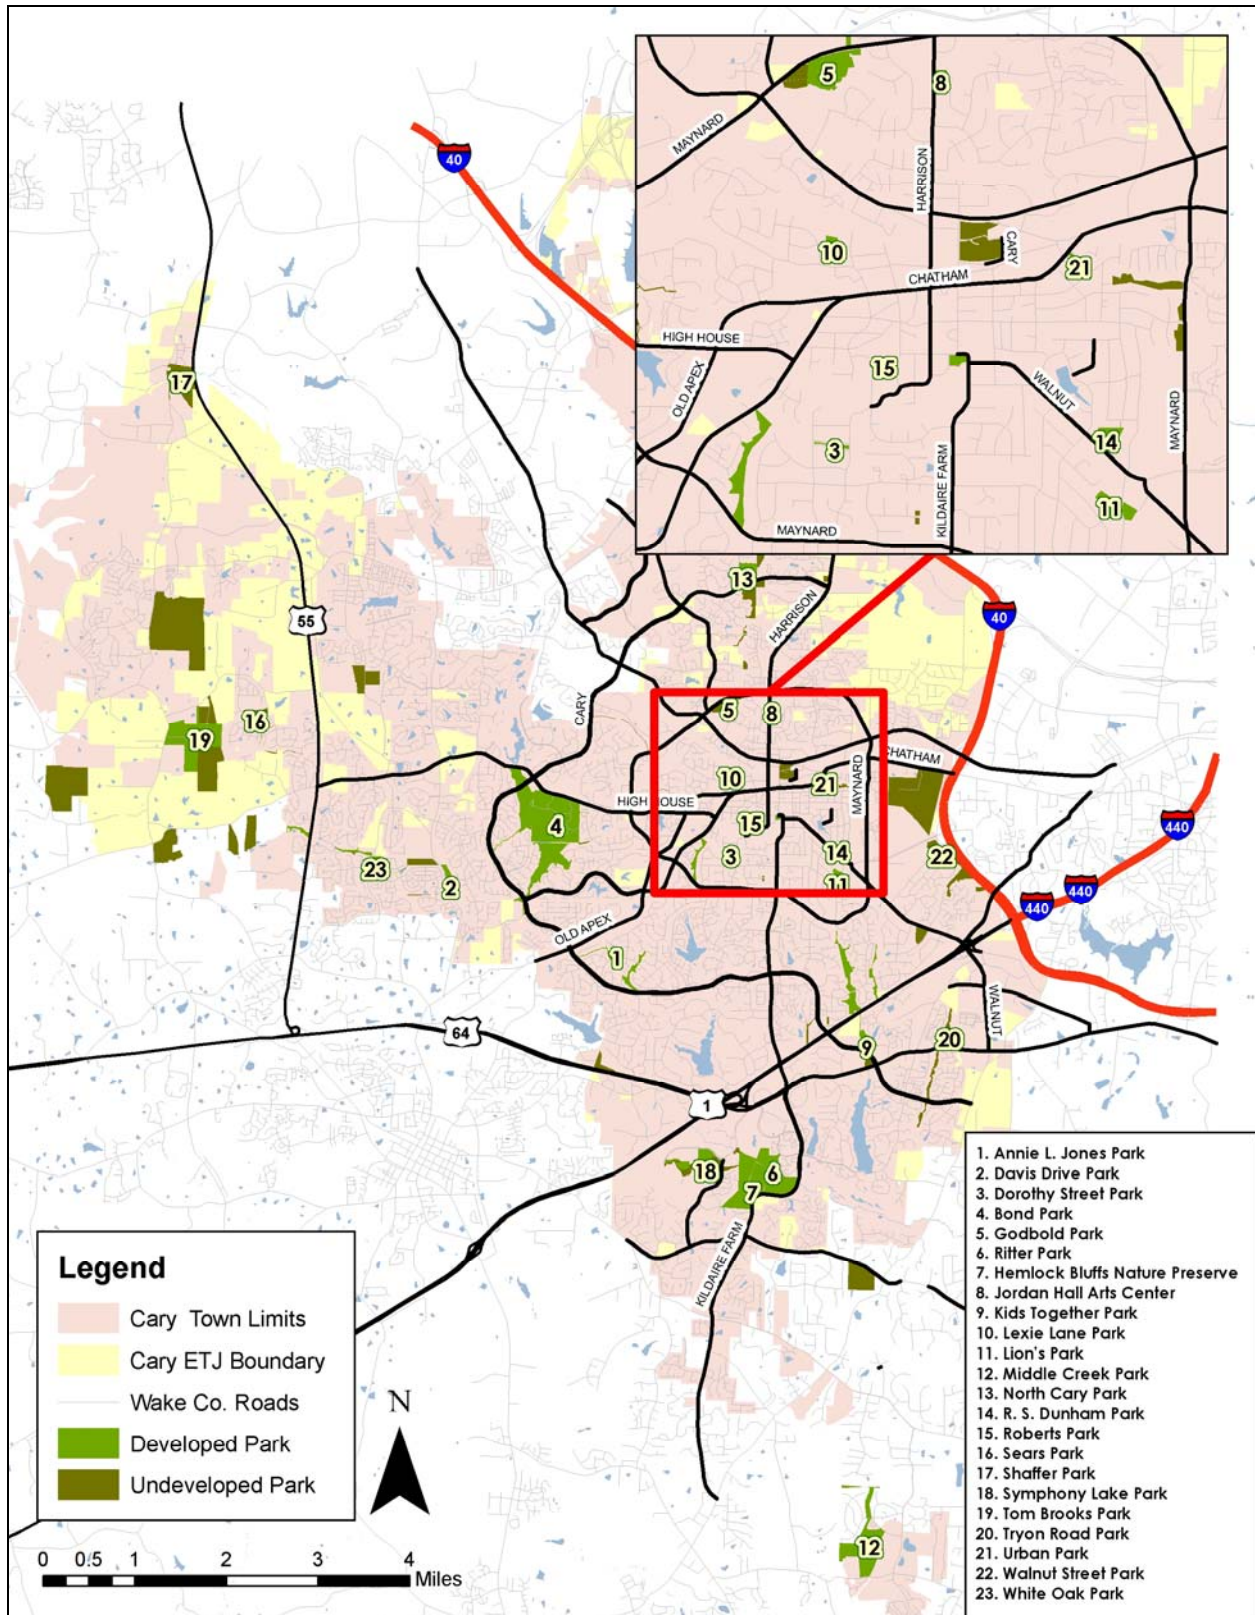 5
8
MAYNARD
HARRISON
10
CARY
21
CHATHAM
HIGH HOUSE
OLD APEX
15
WALNUT
3
14
KILDAIRE FARM
MAYNARD
11
MAYNARD
40
17
55
13
HARRISON
40
CARY
5
8
16
19
CHATHAM
10
21
MAYNARD
HIGH HOUSE
4
15
440
3
14
22
23
2
11
440
440
OLD APEX
1
WALNUT
64
20
9
1
18
6
7
KILDAIRE FARM
12
Legend
Cary Town Limits
Cary ETJ Boundary
Wake Co. Roads
Developed Park
Undeveloped Park
N
0 0.5 1 2 3 4
Miles
1. Annie L. Jones Park
2. Davis Drive Park
3. Dorothy Street Park
4. Bond Park
5. Godbold Park
6. Ritter Park
7. Hemlock Bluffs Nature Preserve
8. Jordan Hall Arts Center
9. Kids Together Park
10. Lexie Lane Park
11. Lion's Park
12. Middle Creek Park
13. North Cary Park
14. R. S. Dunham Park
15. Roberts Park
16. Sears Park
17. Shaffer Park
18. Symphony Lake Park
19. Tom Brooks Park
20. Tryon Road Park
21. Urban Park
22. Walnut Street Park
23. White Oak Park